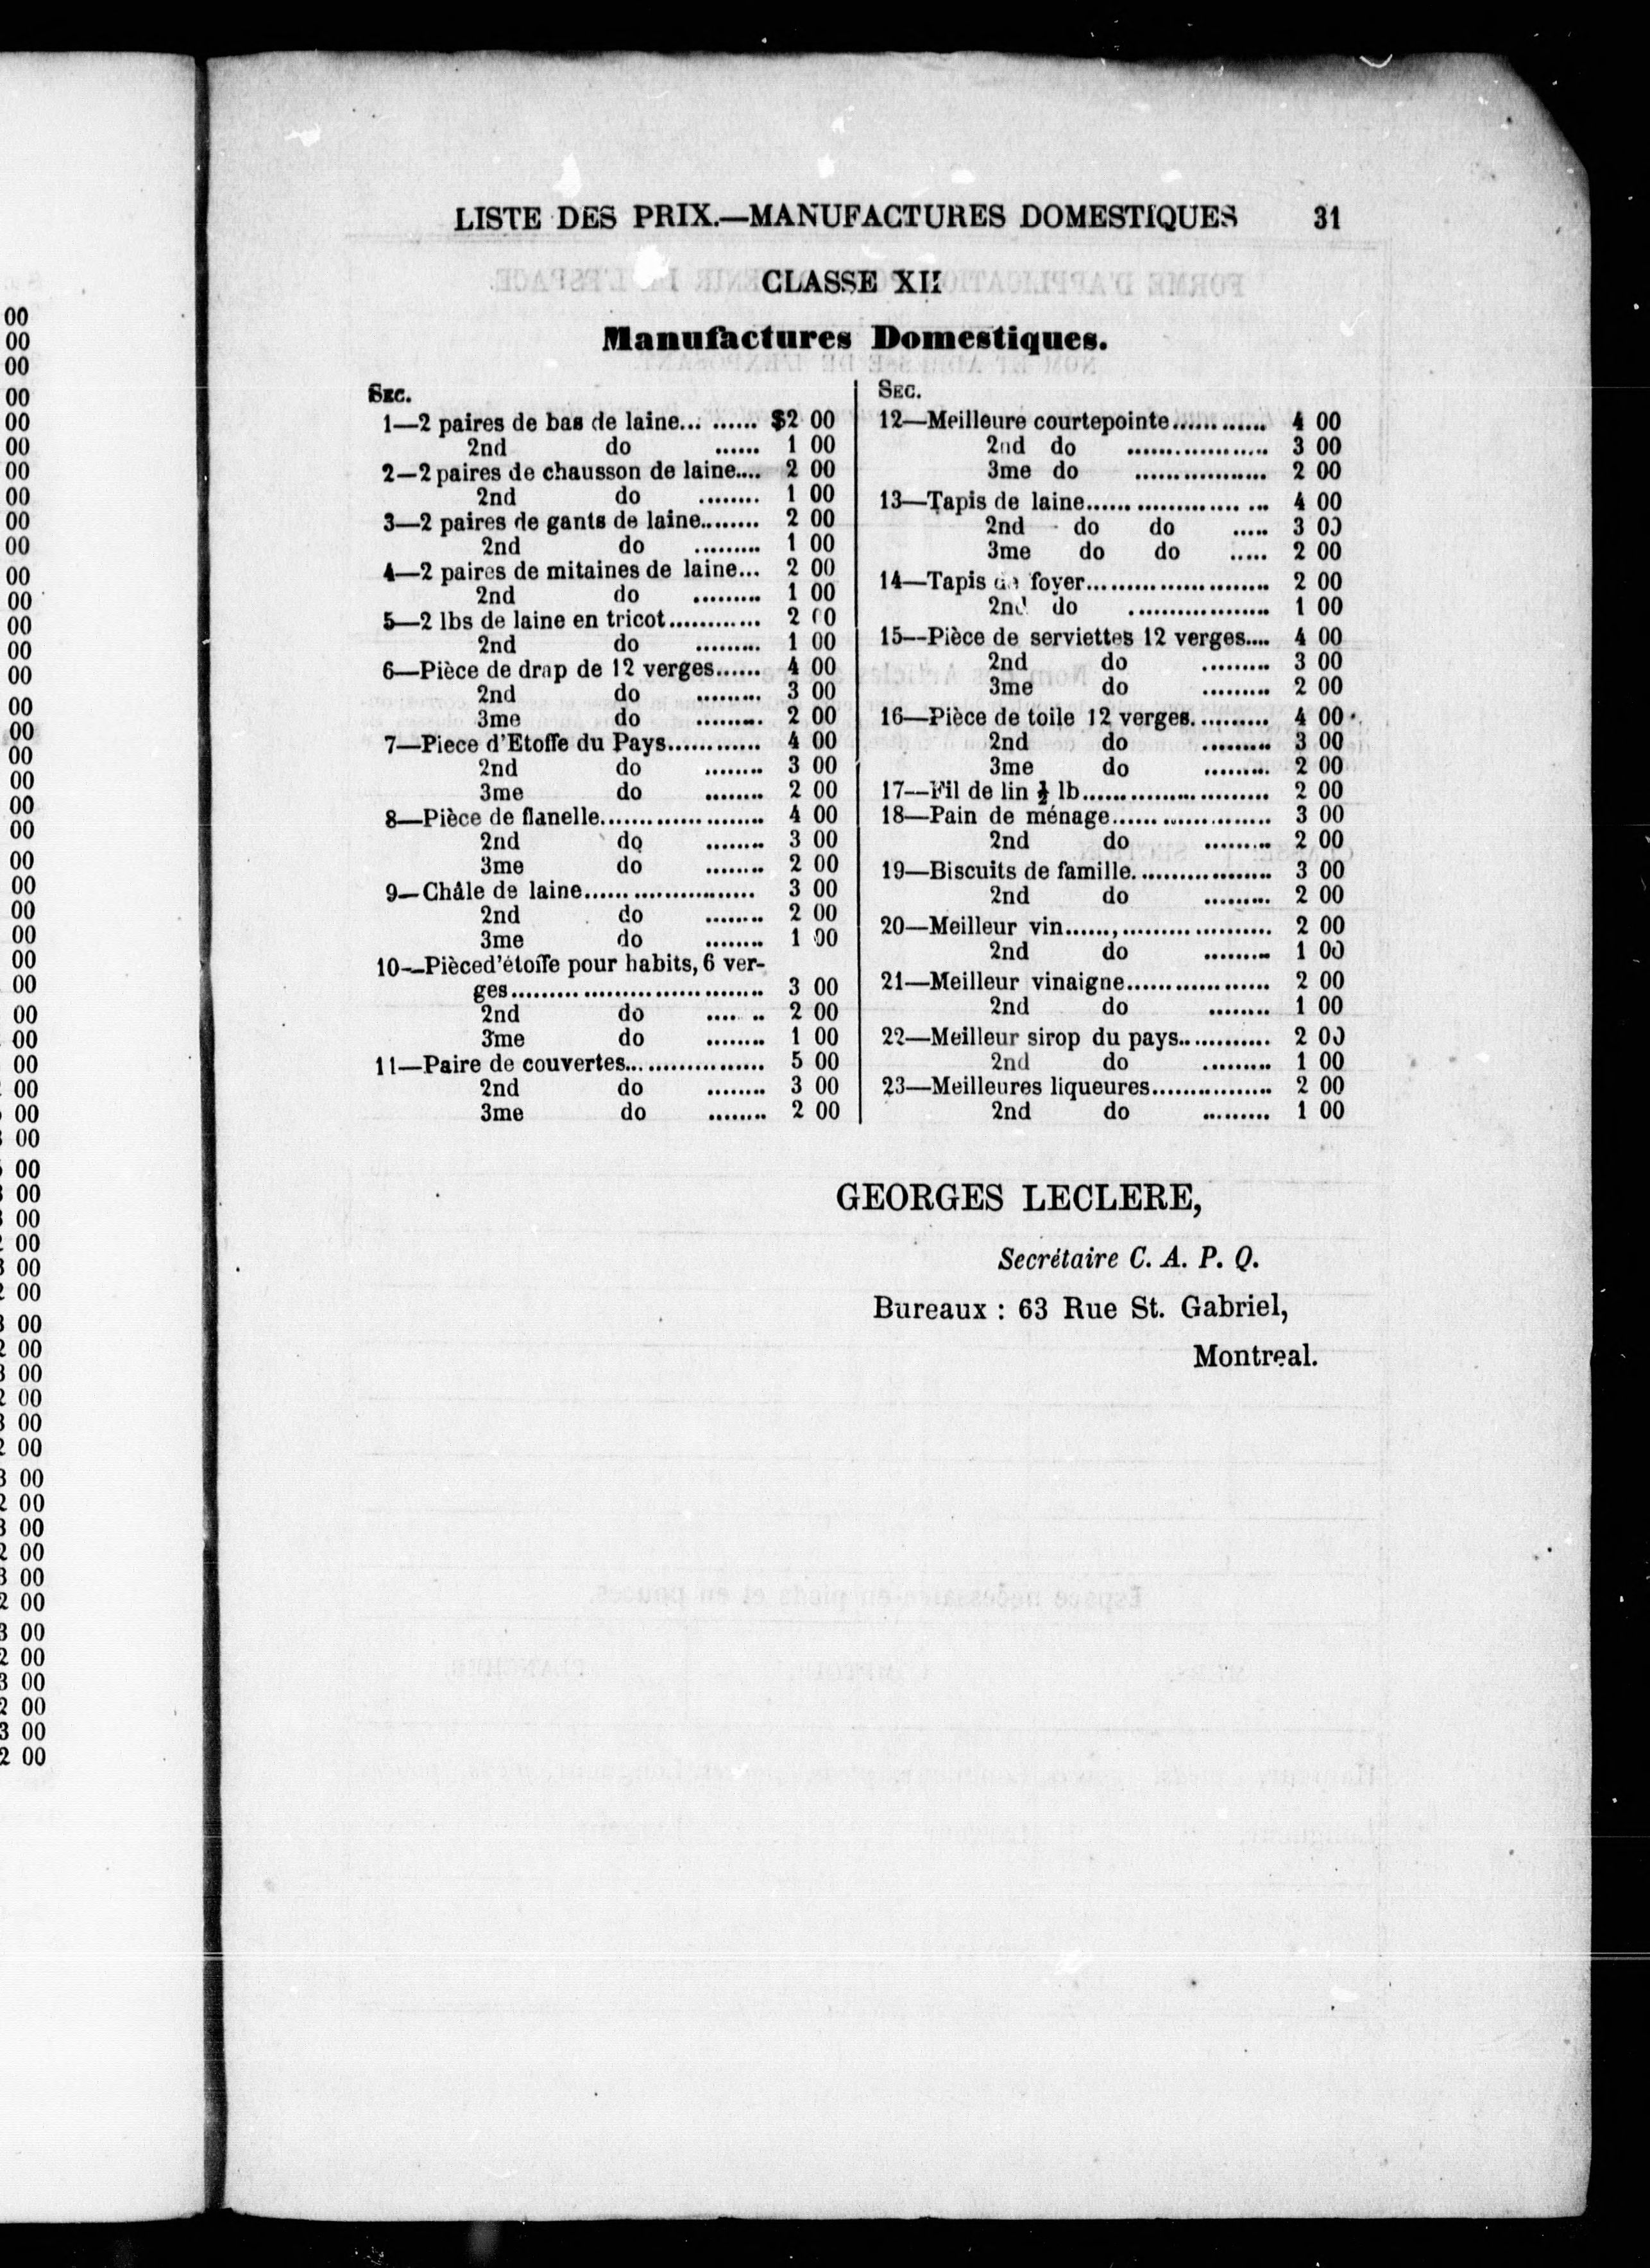 LISTE DES PRIX.—MANUFACTURES DOMESTIQUES 31
CLASSE XII
Manufactures Domestiques.
SEC.
1—2 paires de bas de laine... ...... $2 00
2nd do ...... 1 00
2—2 paires de chausson de laine.... 2 00
2nd do ........ 1 00
3—2 paires de gants de laine........ 2 00
2nd do ......... 1 00
4—2 paires de mitaines de laine... 2 00
2nd do ......... 1 00
5—2 lbs de laine en tricot............ 2 00
2nd do ......... 1 00
6—Pièce de drap de 12 verges...... 4 00
2nd do ......... 3 00
3me do ......... 2 00
7—Piece d'Etoffe du Pays............ 4 00
2nd do ........ 3 00
3me do ........ 2 00
8—Pièce de flanelle...................... 4 00
2nd do ........ 3 00
3me do ........ 2 00
9—Châle de laine...... ................. 3 00
2nd do ........ 2 00
3me do ........ 1 00
10—Pièced'étoffe pour habits, 6 ver-
ges......... ......................... 3 00
2nd do .... .. 2 00
3me do ........ 1 00
11—Paire de couvertes................... 5 00
2nd do ........ 3 00
3me do ........ 2 00
SEC.
12—Meilleure courtepointe............ 4 00
2nd do .................. 3 00
3me do ................. 2 00
13—Tapis de laine...... .............. ... 4 00
2nd do do ..... 3 00
3me do do ..... 2 00
14—Tapis de foyer........................ 2 00
2nd do .................. 1 00
15—Pièce de serviettes 12 verges.... 4 00
2nd do ......... 3 00
3me do ......... 2 00
16—Pièce de toile 12 verges.......... 4 00
2nd do ......... 3 00
3me do ......... 2 00
17—Fil de lin ½ lb........................ 2 00
18—Pain de ménage...... .............. 3 00
2nd do ......... 2 00
19—Biscuits de famille.................. 3 00
2nd do ......... 2 00
20—Meilleur vin......,......... .......... 2 00
2nd do ......... 1 00
21—Meilleur vinaigne................... 2 00
2nd do ........ 1 00
22—Meilleur sirop du pays............ 2 00
2nd do ......... 1 00
23—Meilleures liqueures................ 2 00
2nd do ......... 1 00
GEORGES LECLERE,
Secrétaire C. A. P. Q.
Bureaux : 63 Rue St. Gabriel,
Montreal.